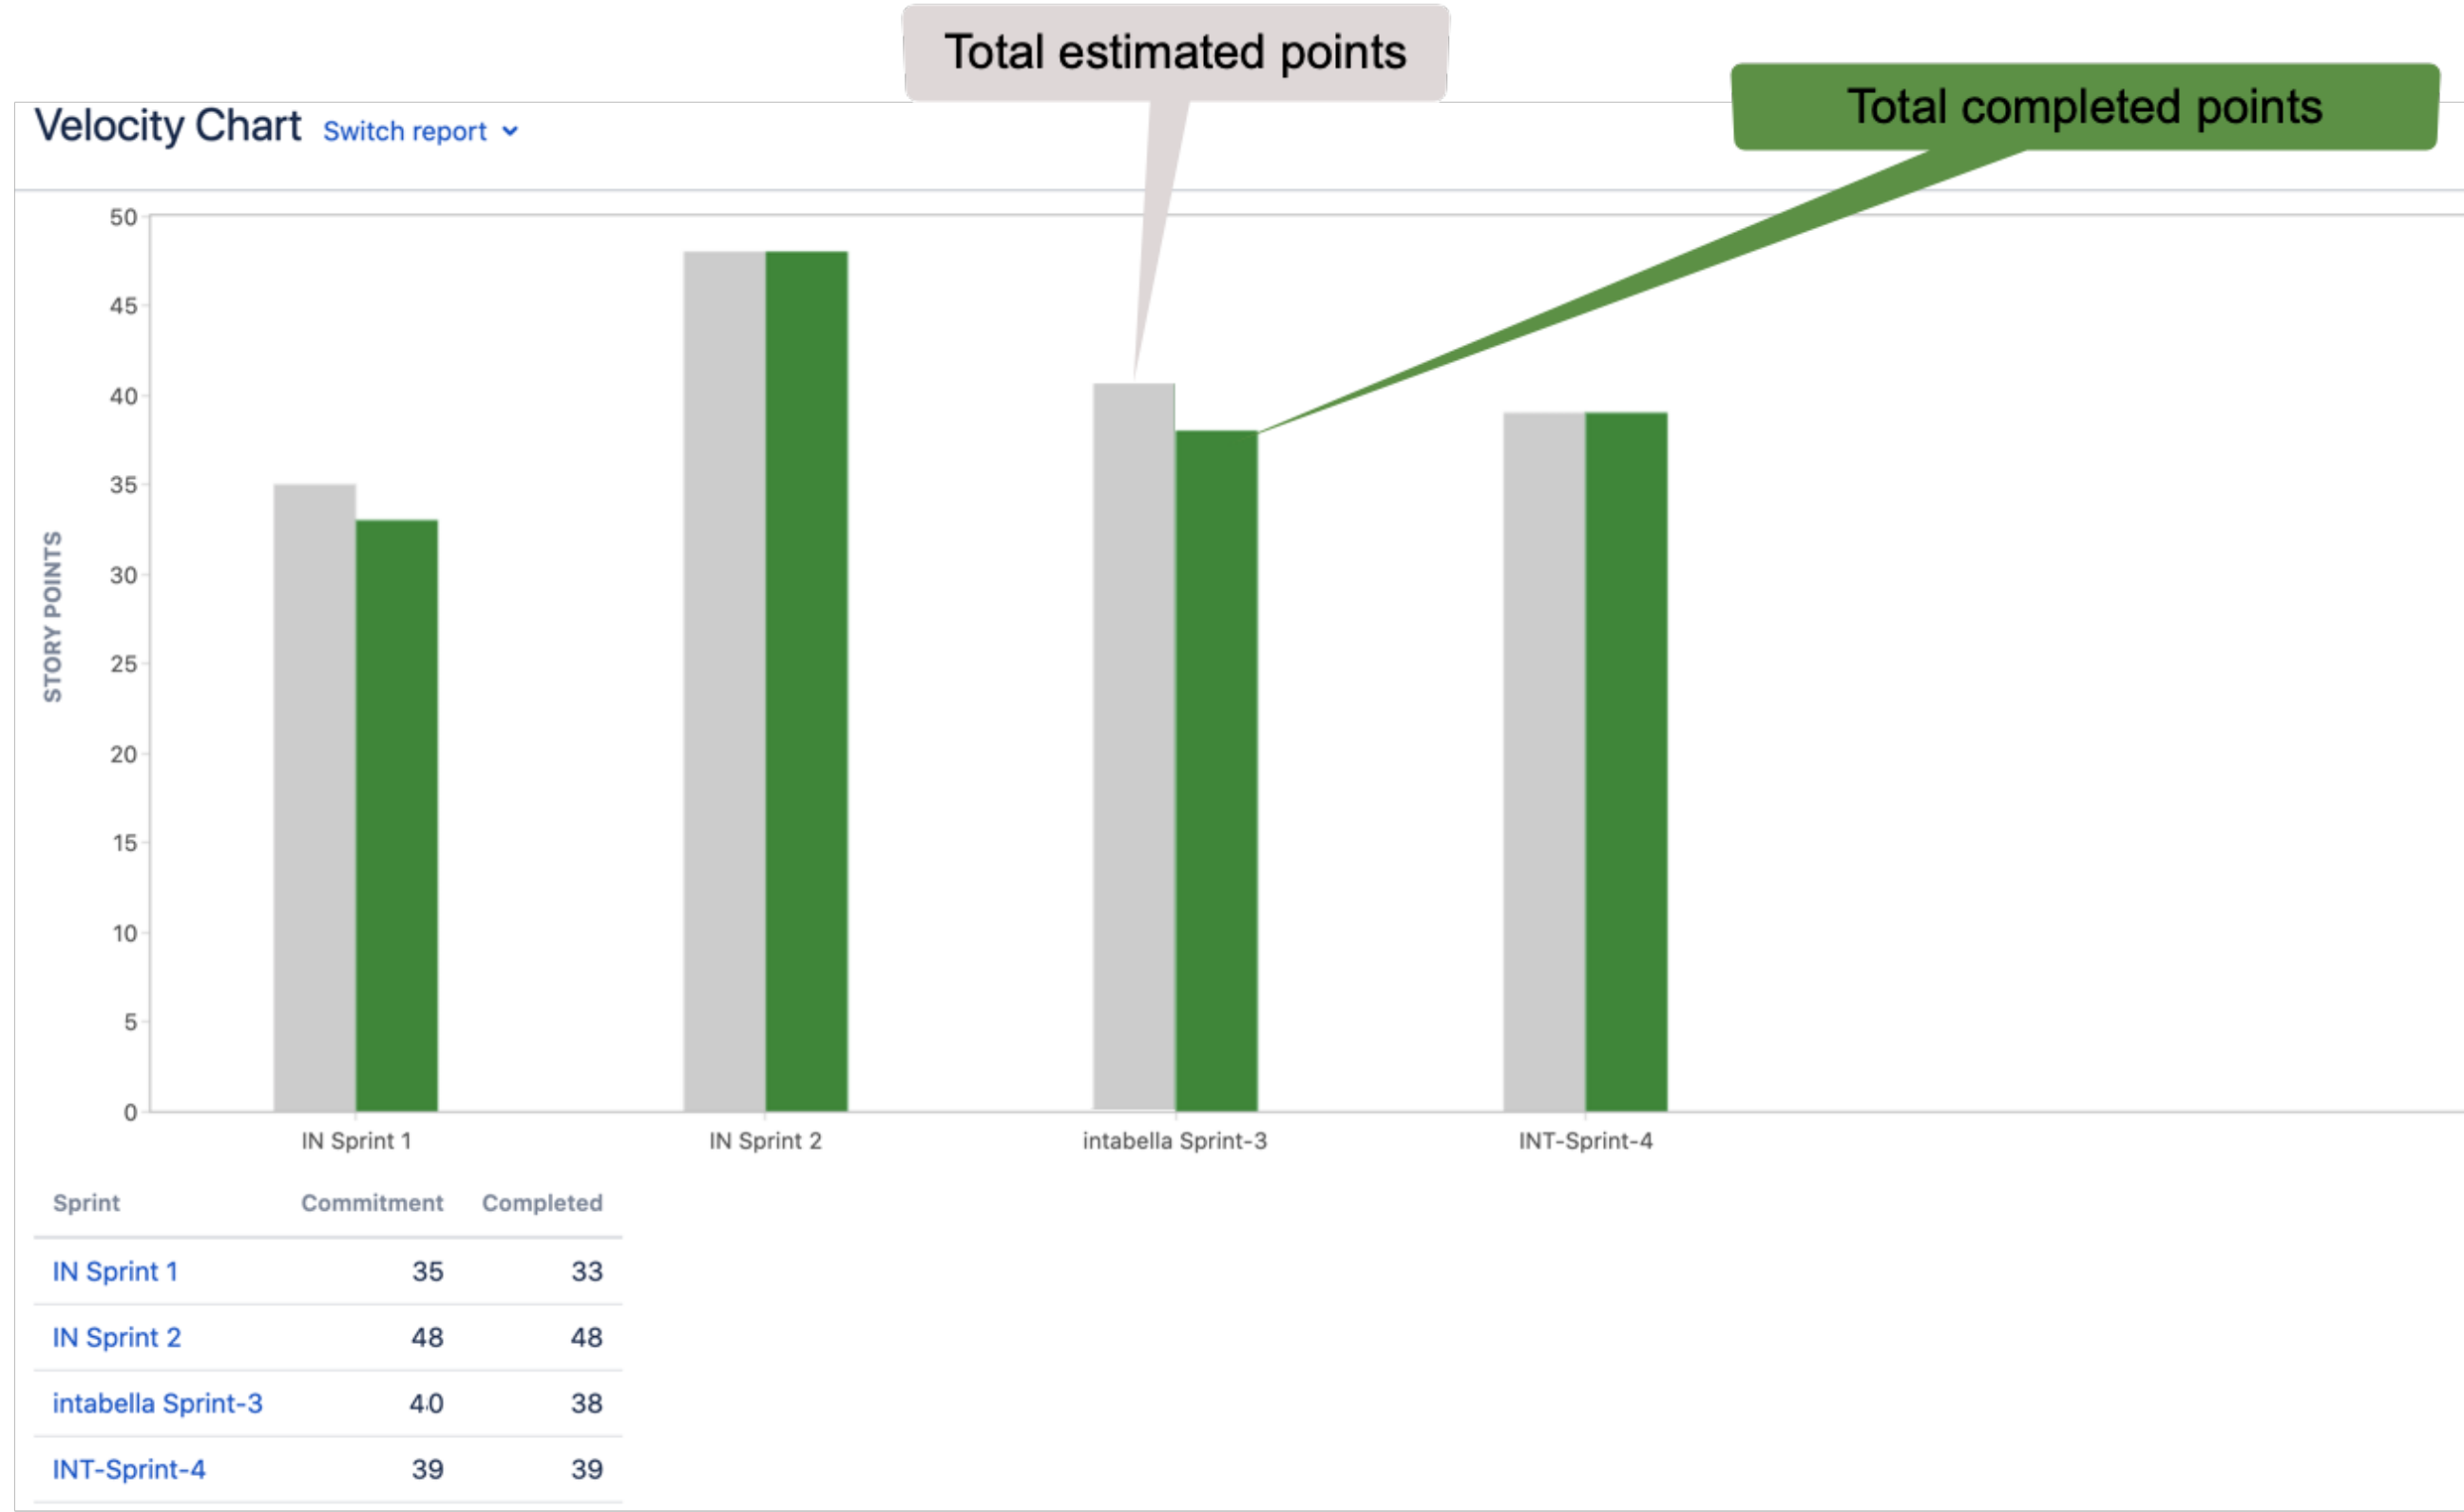 Total estimated points
Total completed points
Velocity Chart Switch report
50
45
40
35
30
25
20
15
10
5
0
STORY POINTS
IN Sprint 1 IN Sprint 2 intabella Sprint-3 INT-Sprint-4
Sprint Commitment Completed
IN Sprint 1 35 33
IN Sprint 2 48 48
intabella Sprint-3 40 38
INT-Sprint-4 39 39